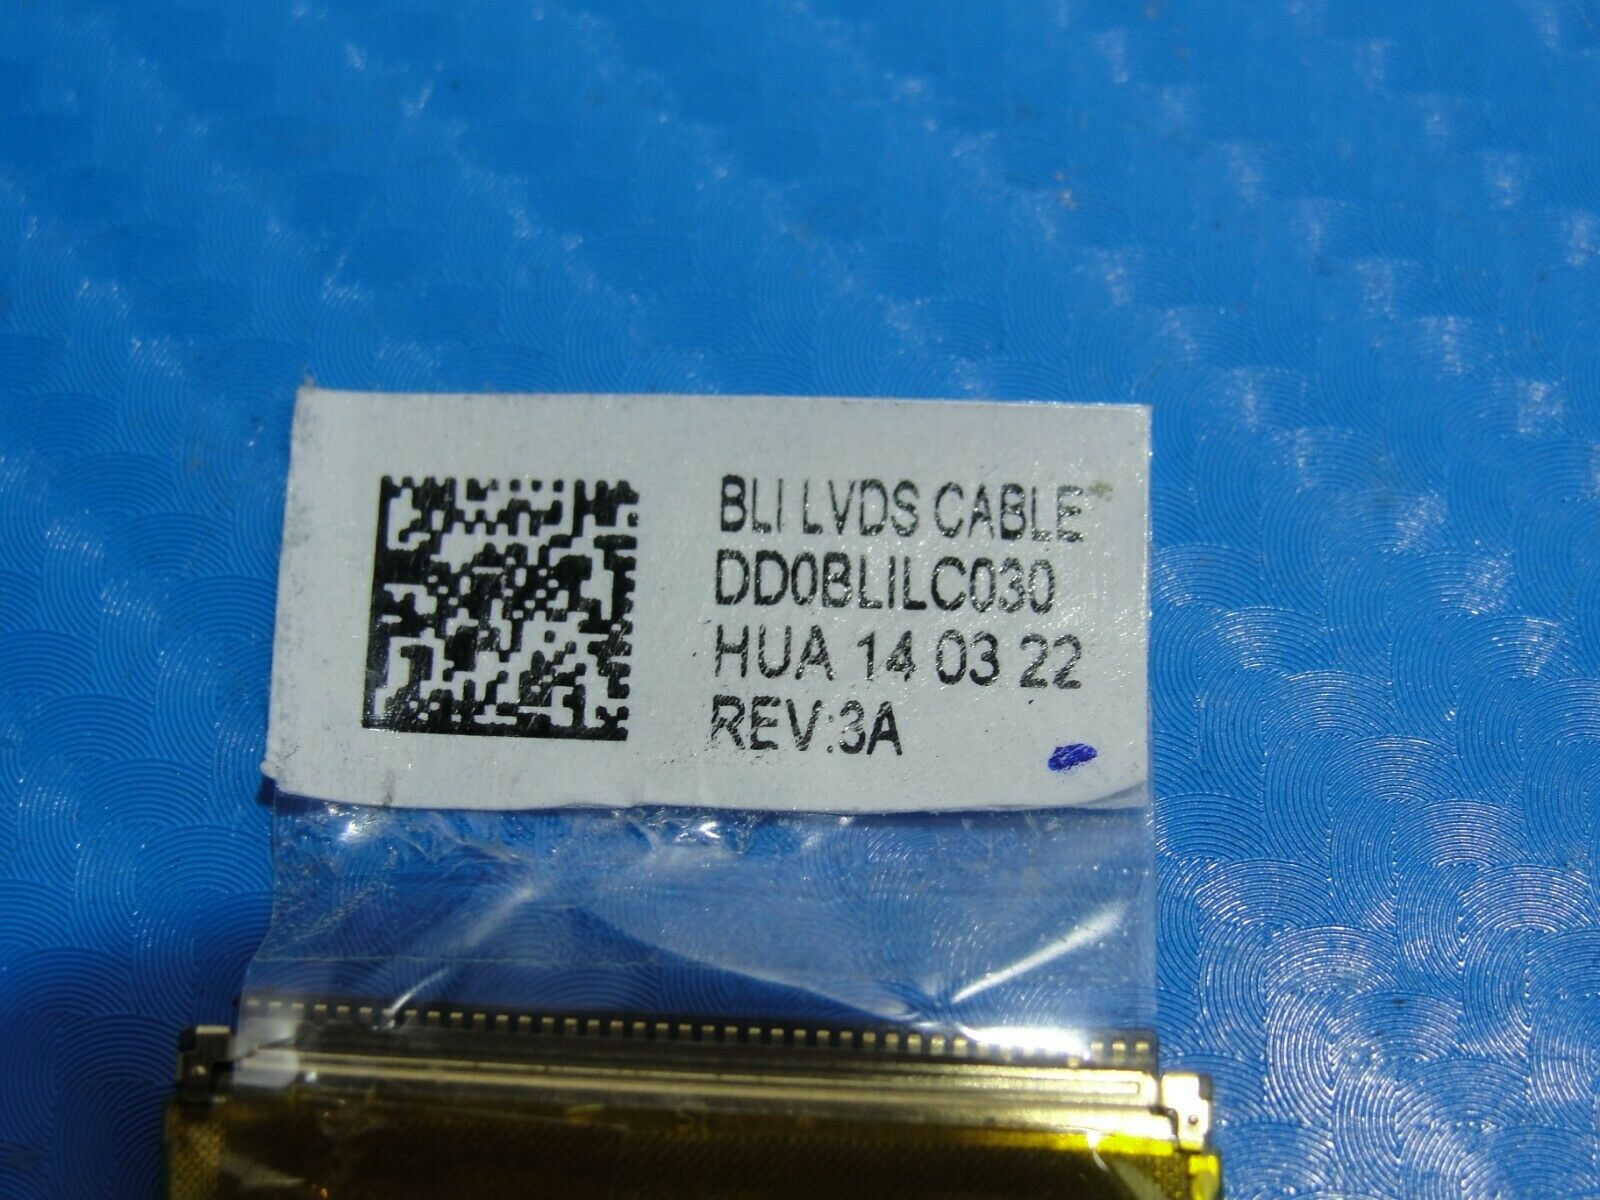 BLI LVDS CABLE
DD0BLILC030
HUA 14 03 22
REV:3A